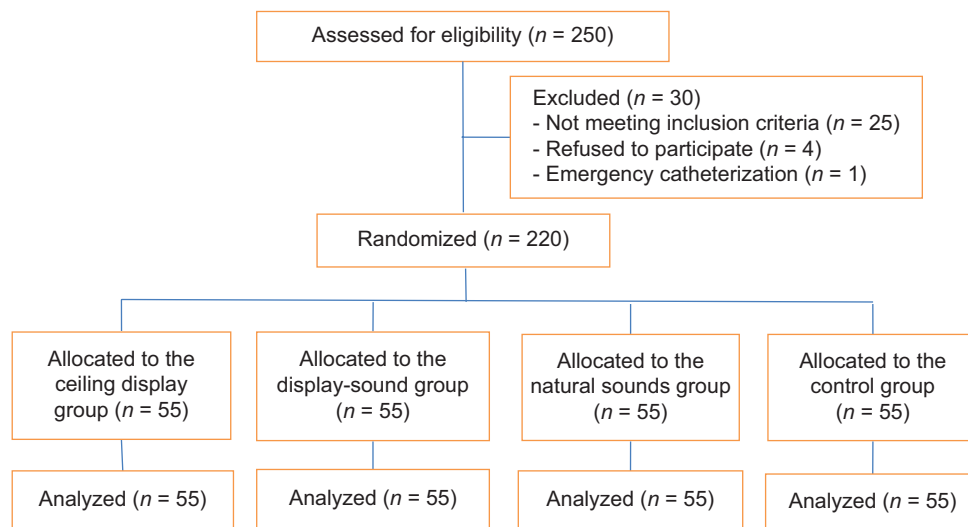 Assessed for eligibility (n = 250)
Excluded (n = 30)
- Not meeting inclusion criteria (n = 25)
- Refused to participate (n = 4)
- Emergency catheterization (n = 1)
Randomized (n = 220)
Allocated to the
ceiling display
group (n = 55)
Allocated to the
display-sound group
(n = 55)
Allocated to the
natural sounds group
(n = 55)
Allocated to the
control group
(n = 55)
Analyzed (n = 55)
Analyzed (n = 55)
Analyzed (n = 55)
Analyzed (n = 55)